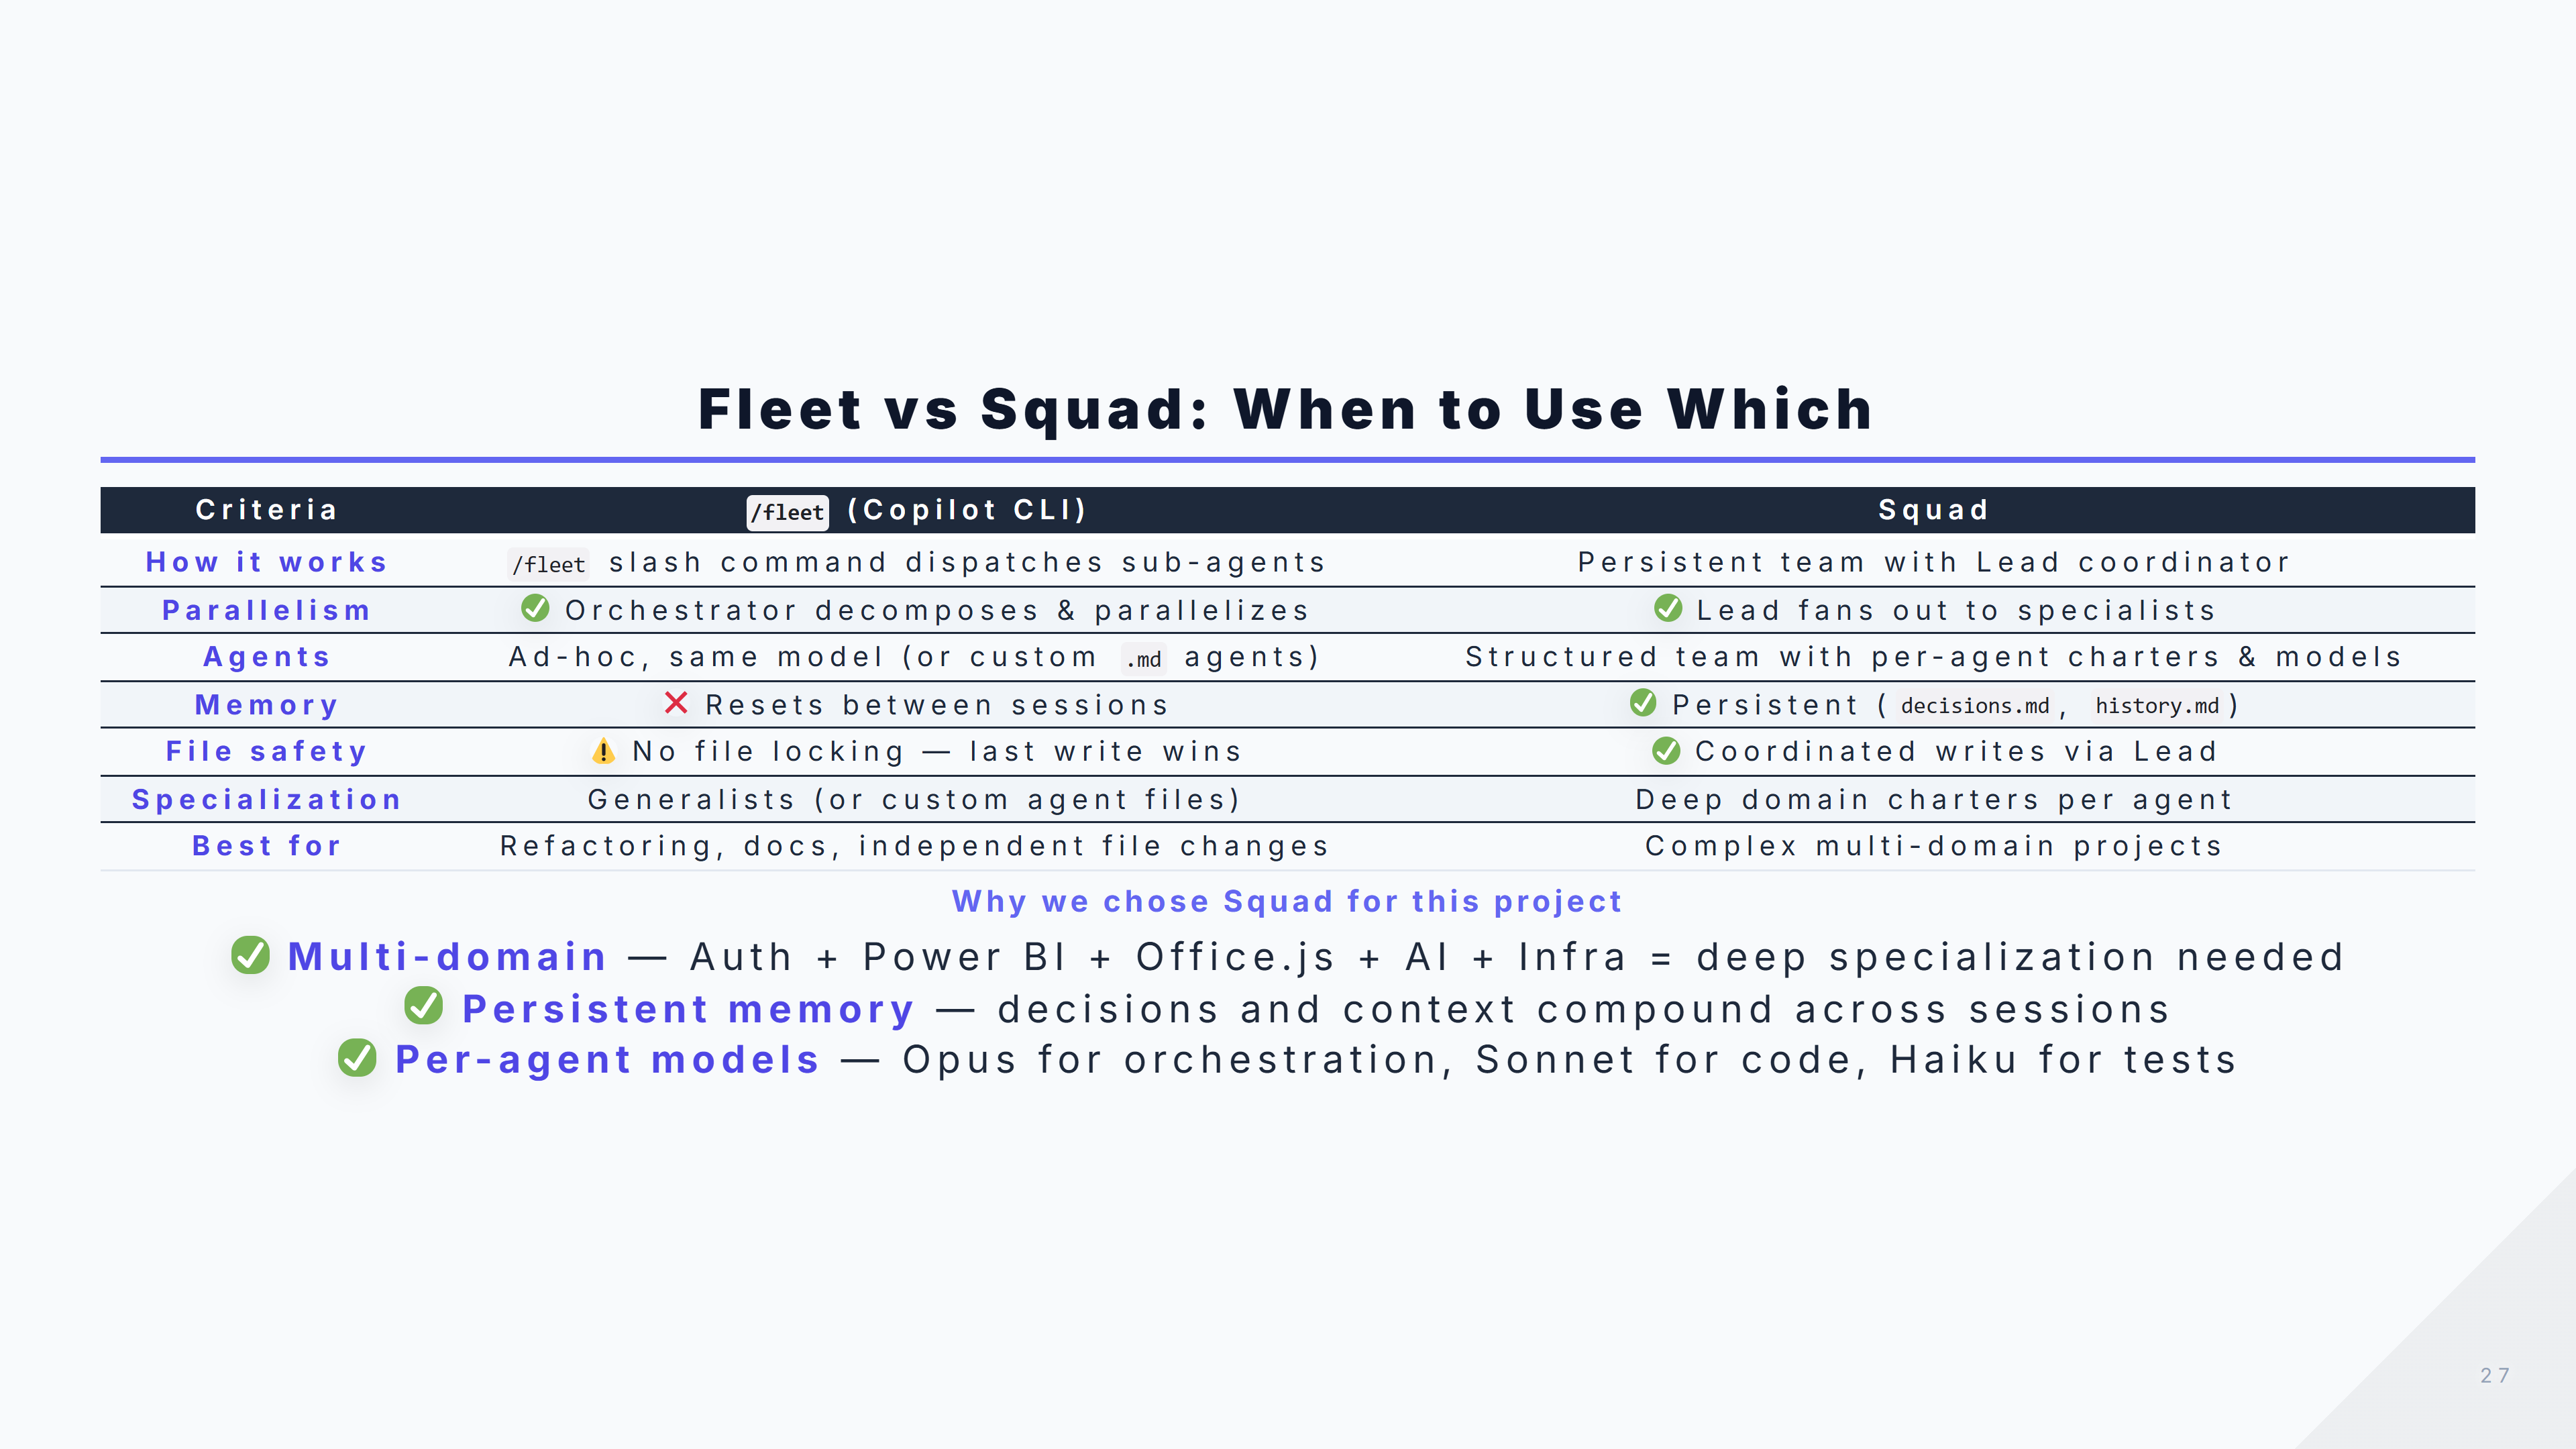 Fleet vs Squad: When to Use Which
Criteria /fleet (Copilot CLI) Squad
How it works /fleet slash command dispatches sub-agents Persistent team with Lead coordinator
Parallelism ✅ Orchestrator decomposes & parallelizes ✅ Lead fans out to specialists
Agents Ad-hoc, same model (or custom .md agents) Structured team with per-agent charters & models
Memory ❌ Resets between sessions ✅ Persistent (decisions.md, history.md)
File safety ⚠️ No file locking — last write wins ✅ Coordinated writes via Lead
Specialization Generalists (or custom agent files) Deep domain charters per agent
Best for Refactoring, docs, independent file changes Complex multi-domain projects
Why we chose Squad for this project
✅ Multi-domain — Auth + Power BI + Office.js + AI + Infra = deep specialization needed
✅ Persistent memory — decisions and context compound across sessions
✅ Per-agent models — Opus for orchestration, Sonnet for code, Haiku for tests
27